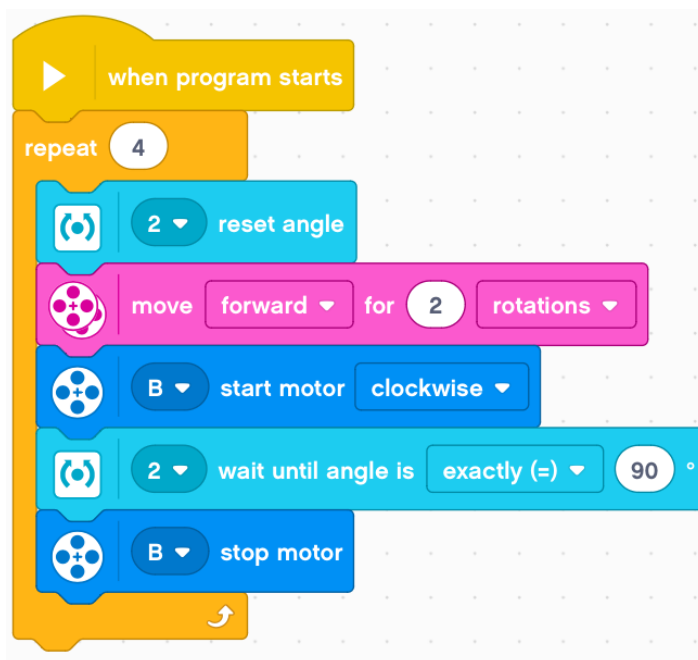 when program starts
repeat 4
2 reset angle
move forward for 2 rotations
B start motor clockwise
2 wait until angle is exactly (=) 90 °
B stop motor